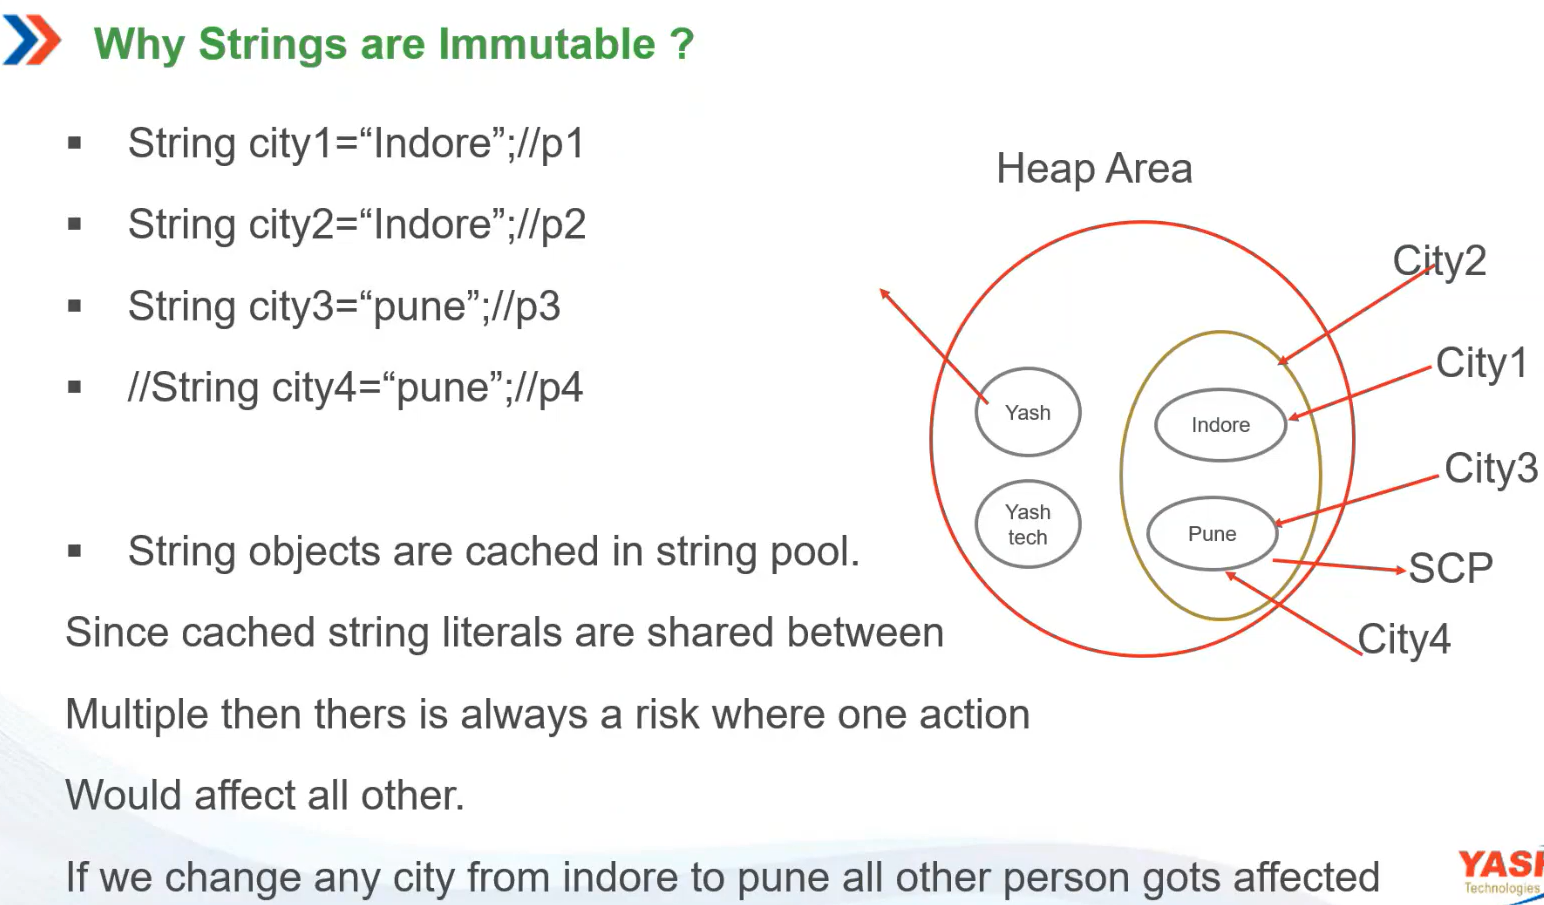 Why Strings are Immutable ?
▪ String city1=“Indore”;//p1
▪ String city2=“Indore”;//p2
▪ String city3=“pune”;//p3
▪ //String city4=“pune”;//p4
▪ String objects are cached in string pool.
Since cached string literals are shared between
Multiple then thers is always a risk where one action
Would affect all other.
If we change any city from indore to pune all other person gots affected
Heap Area
City2
City1
City3
SCP
City4
Yash
Yash
tech
Indore
Pune
Technologies